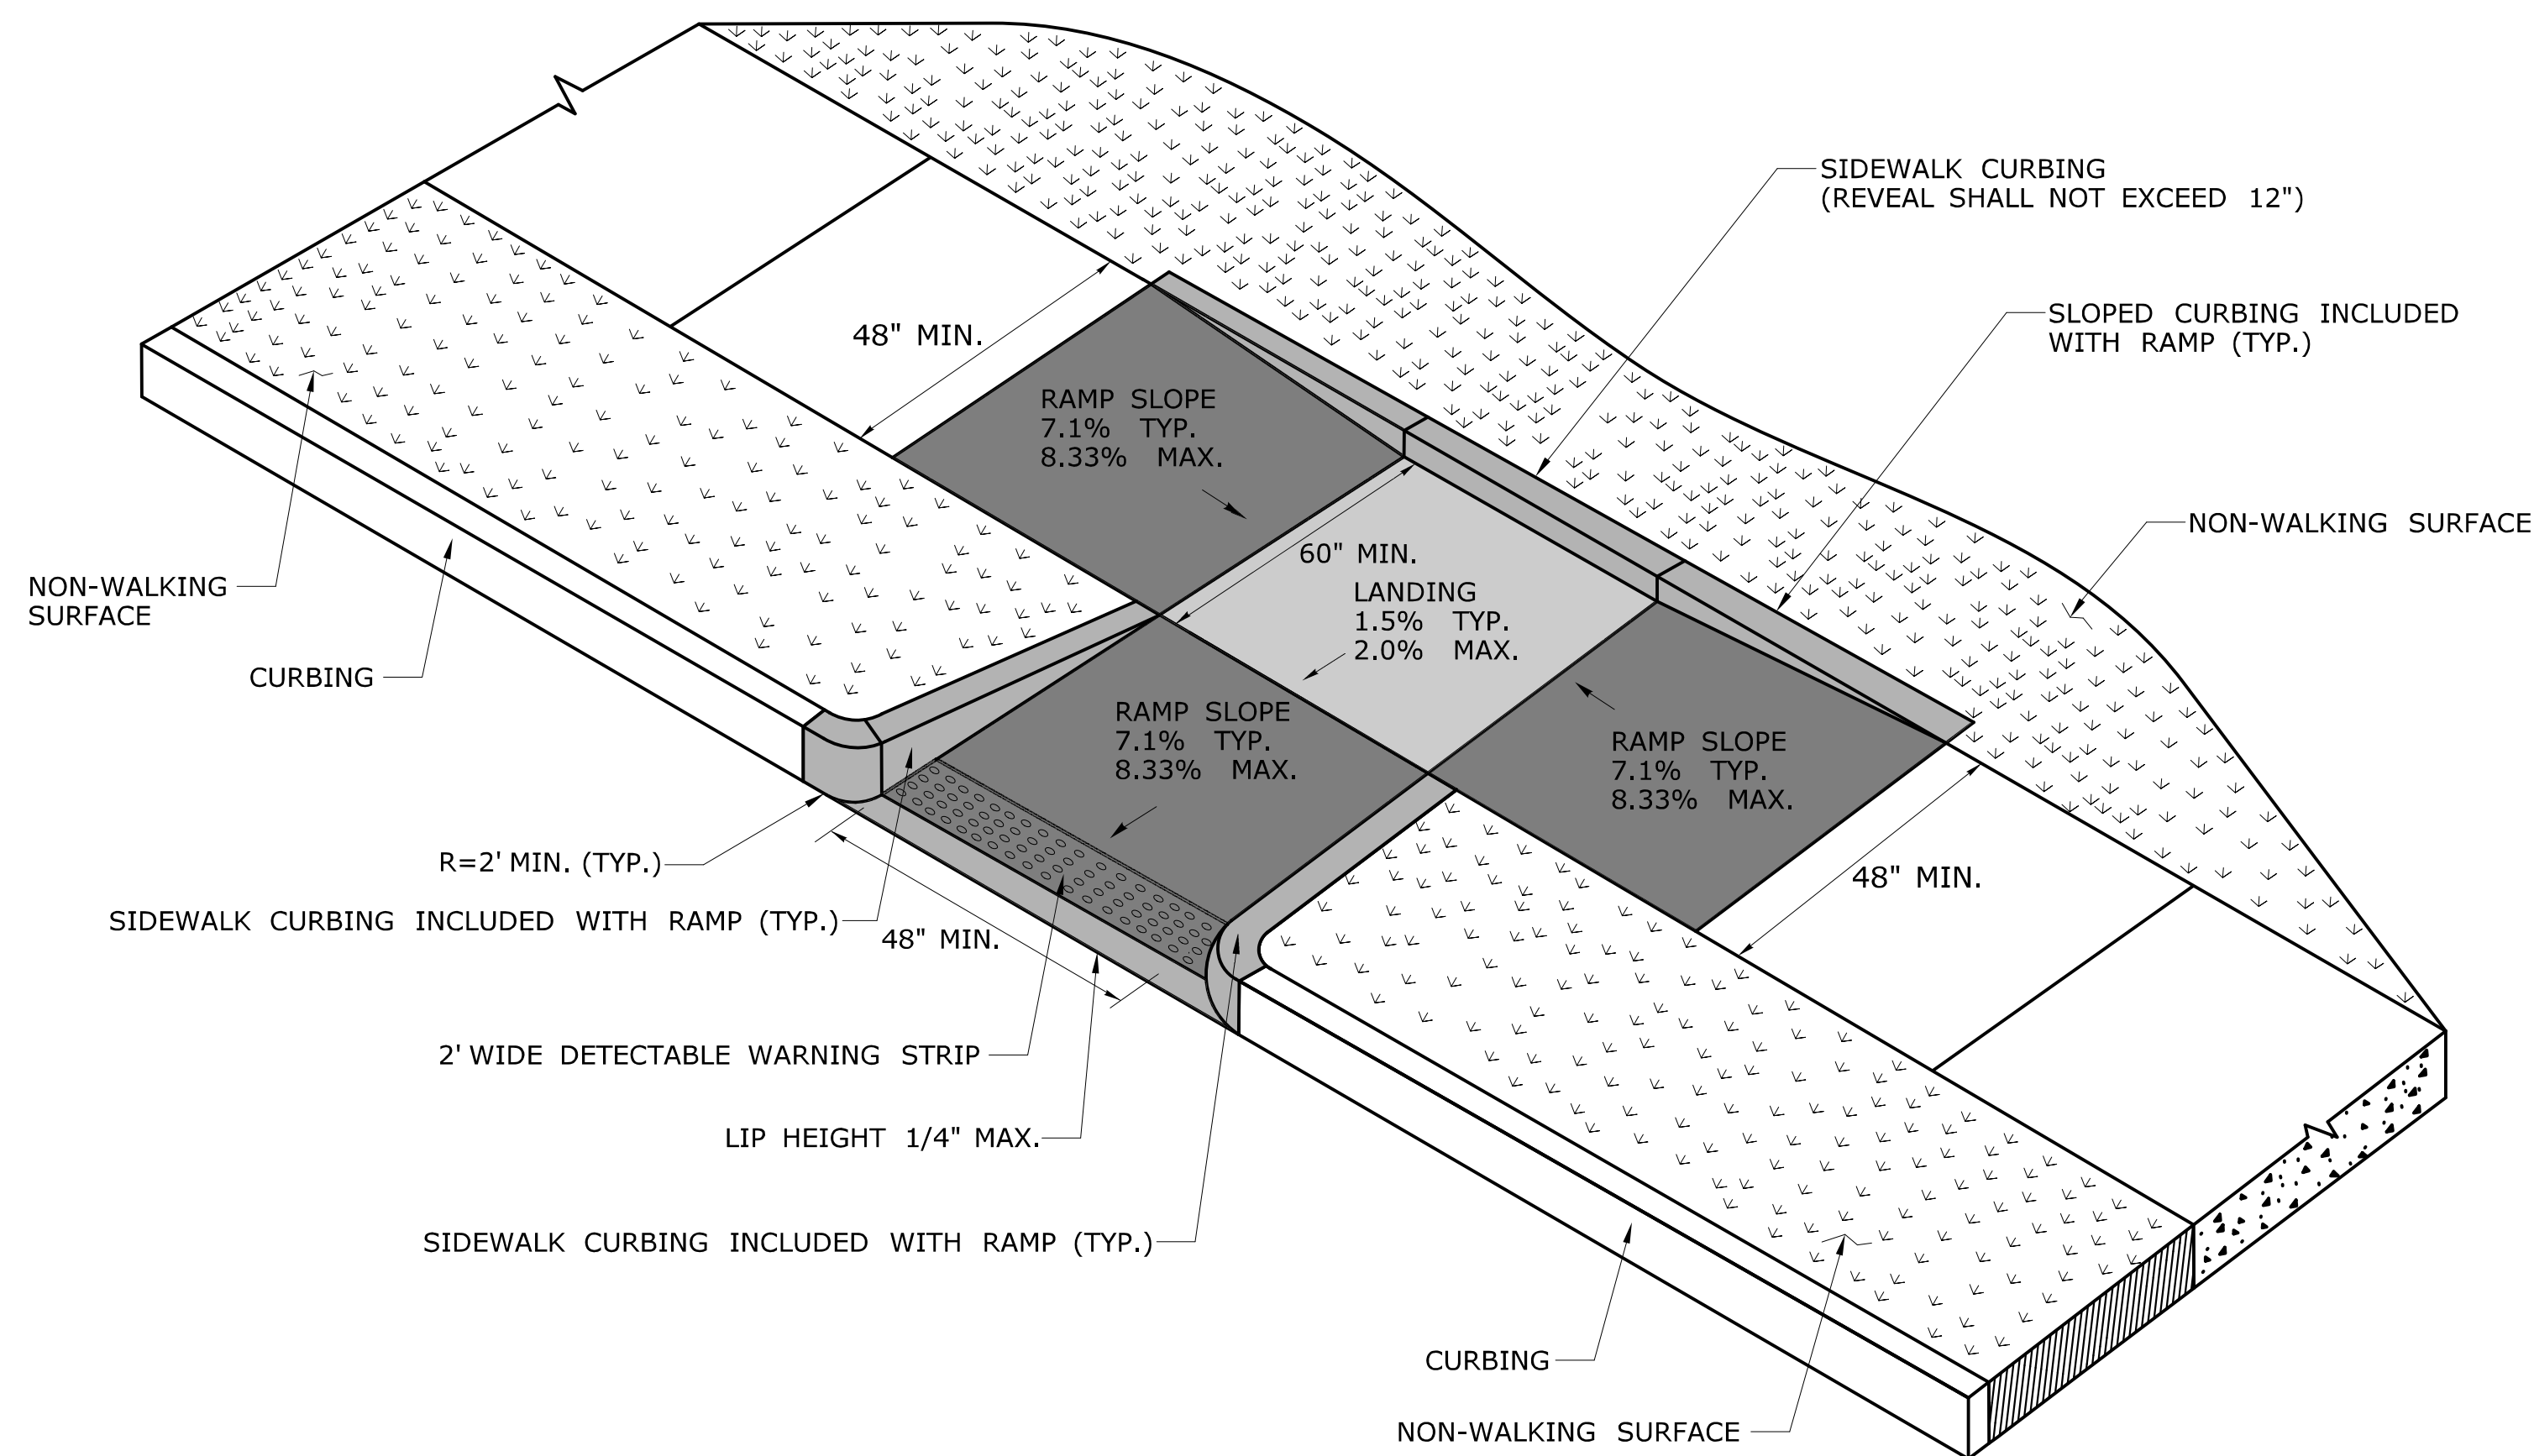 SIDEWALK CURBING
(REVEAL SHALL NOT EXCEED 12")
SLOPED CURBING INCLUDED
WITH RAMP (TYP.)
48" MIN.
RAMP SLOPE
7.1% TYP.
8.33% MAX.
NON-WALKING SURFACE
60" MIN.
LANDING
1.5% TYP.
2.0% MAX.
NON-WALKING
SURFACE
CURBING
RAMP SLOPE
7.1% TYP.
8.33% MAX.
RAMP SLOPE
7.1% TYP.
8.33% MAX.
R=2' MIN. (TYP.)
48" MIN.
SIDEWALK CURBING INCLUDED WITH RAMP (TYP.)
48" MIN.
2' WIDE DETECTABLE WARNING STRIP
LIP HEIGHT 1/4" MAX.
SIDEWALK CURBING INCLUDED WITH RAMP (TYP.)
CURBING
NON-WALKING SURFACE